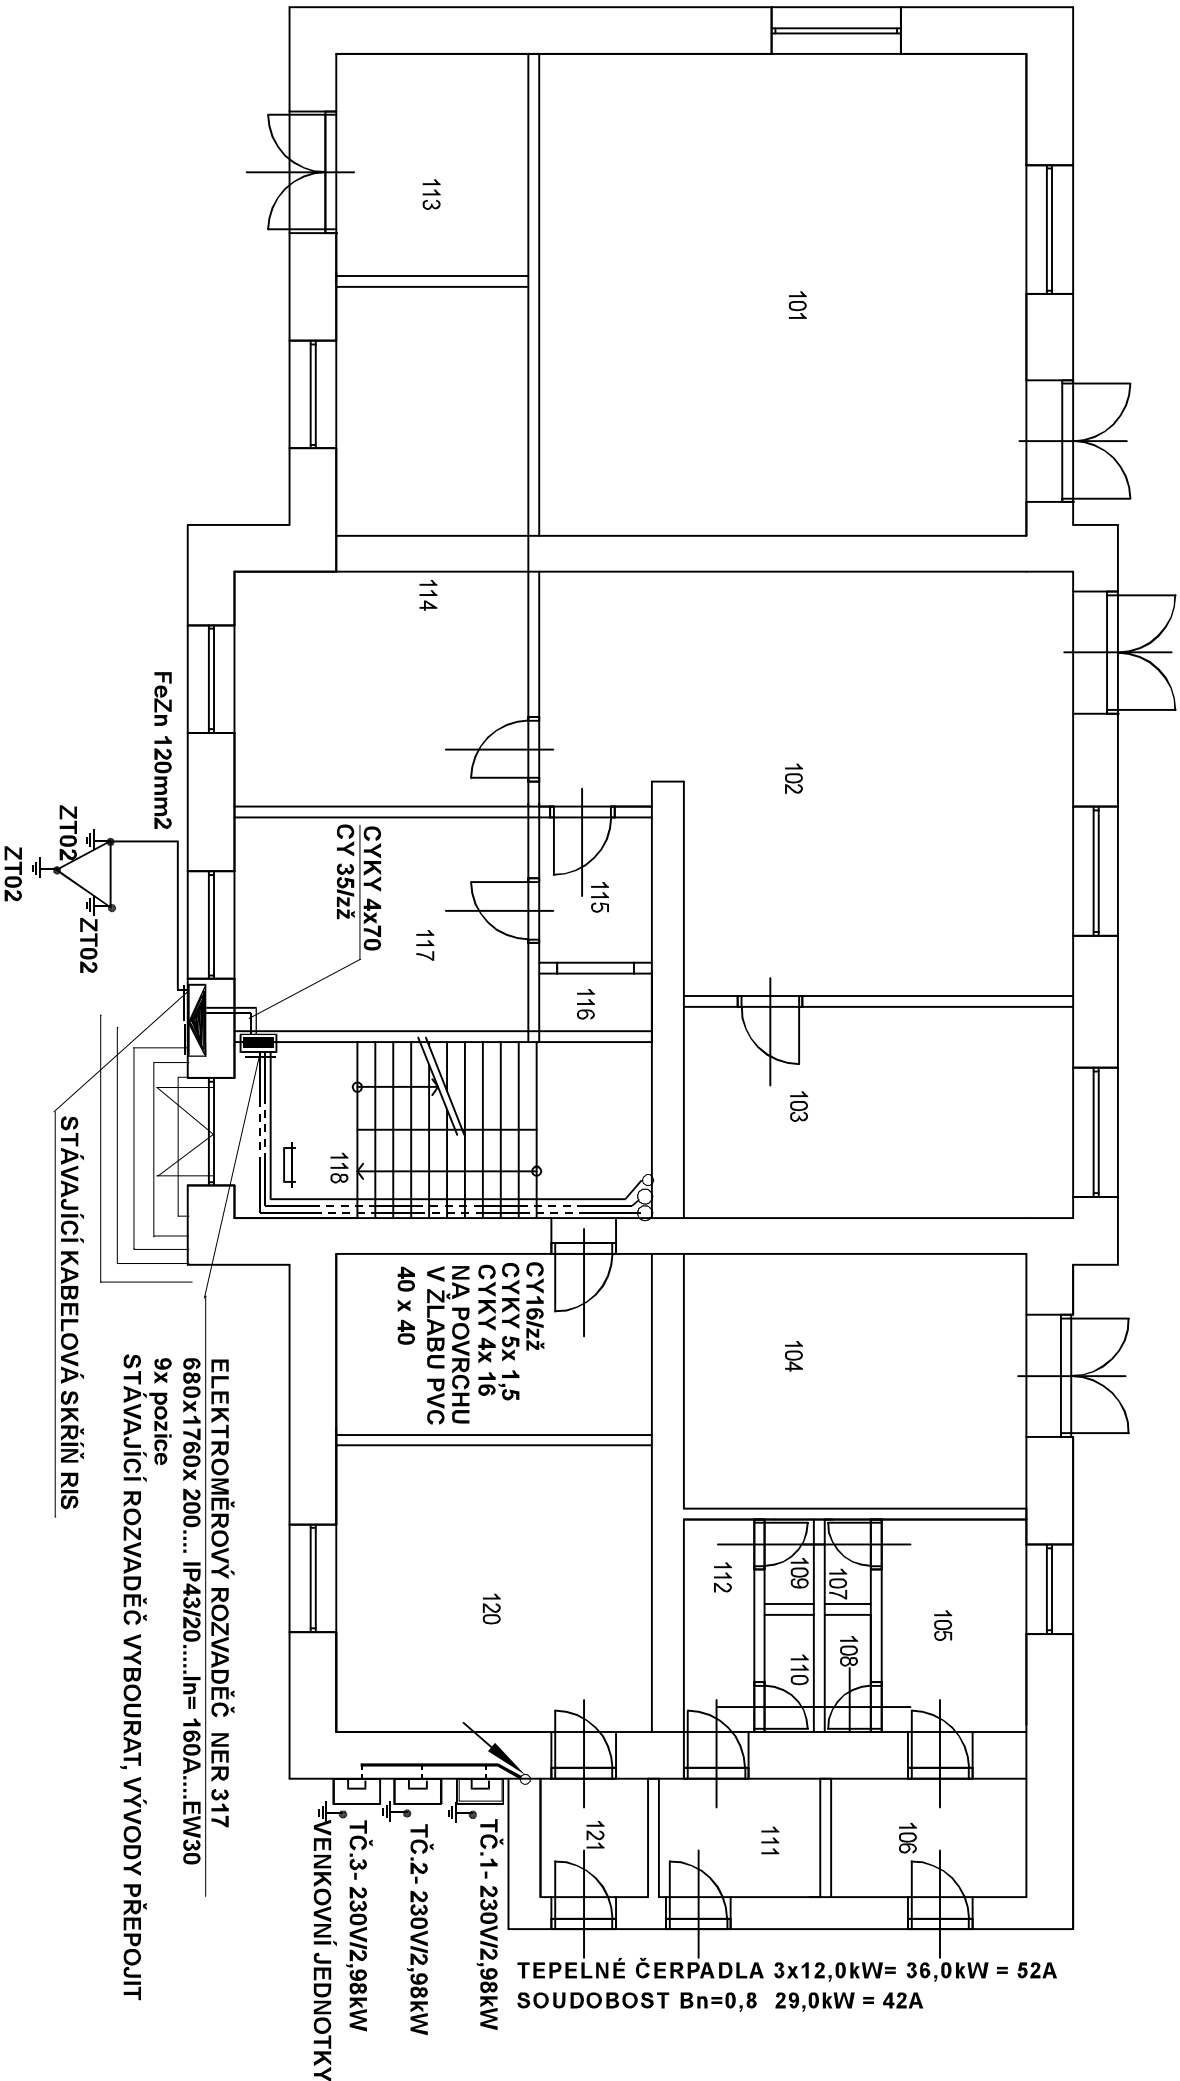 113
101
114
102
FeZn 120mm2
ZT02
ZT02
ZT02
CYKY 4x70
CY 35/zž
115
117
116
103
118
STÁVAJÍCÍ KABELOVÁ SKŘÍŇ RIS
CY16/zž
CYKY 5x 1,5
CYKY 4x 16
NA POVRCHU
V ŽLABU PVC
40 x 40
104
ELEKTROMĚROVÝ ROZVADĚČ NER 317
680x1760x 200.... IP43/20.....In= 160A....EW30
9x pozice
STÁVAJÍCÍ ROZVADĚČ VYBOURAT, VÝVODY PŘEPOJIT
120
112
109
107
105
110
108
121
111
106
TČ.1- 230V/2,98kW
TČ.2- 230V/2,98kW
TČ.3- 230V/2,98kW
VENKOVNÍ JEDNOTKY
TEPELNÉ ČERPADLA 3x12,0kW= 36,0kW = 52A
SOUDOBOST Bn=0,8 29,0kW = 42A